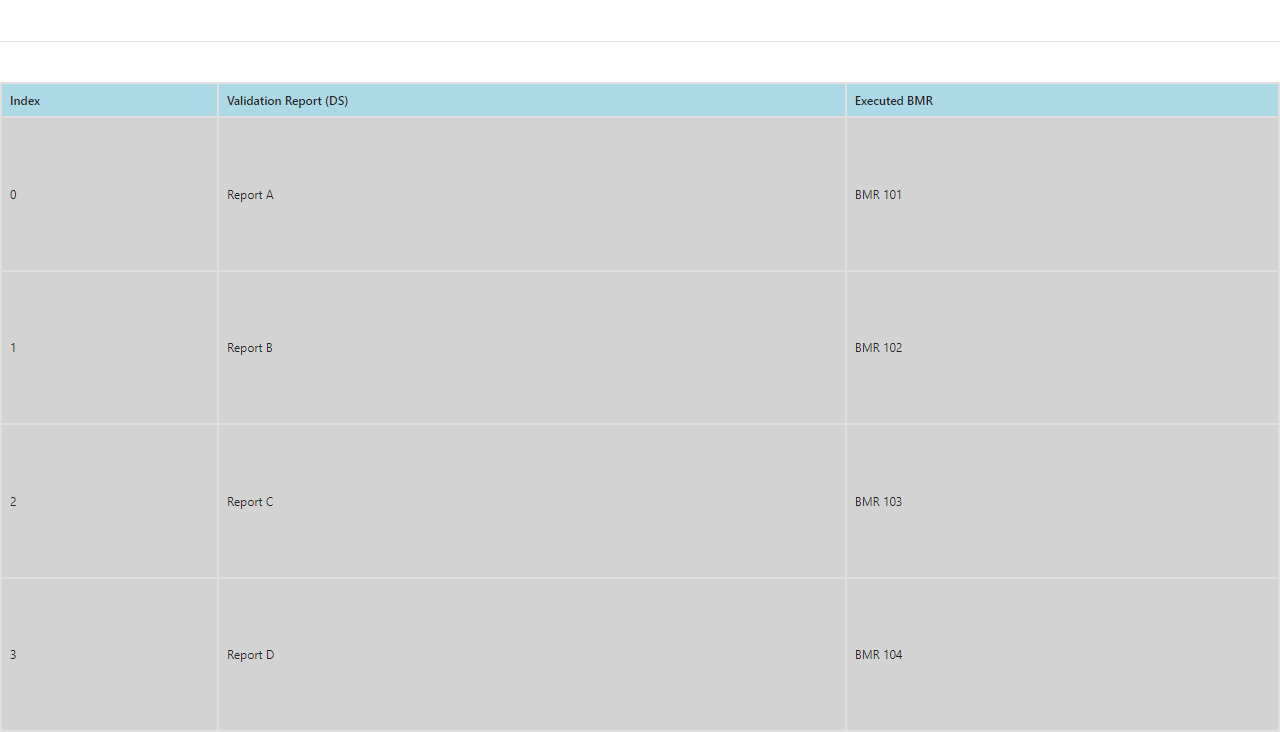 Index Validation Report (DS) Executed BMR
0 Report A BMR 101
1 Report B BMR 102
2 Report C BMR 103
3 Report D BMR 104